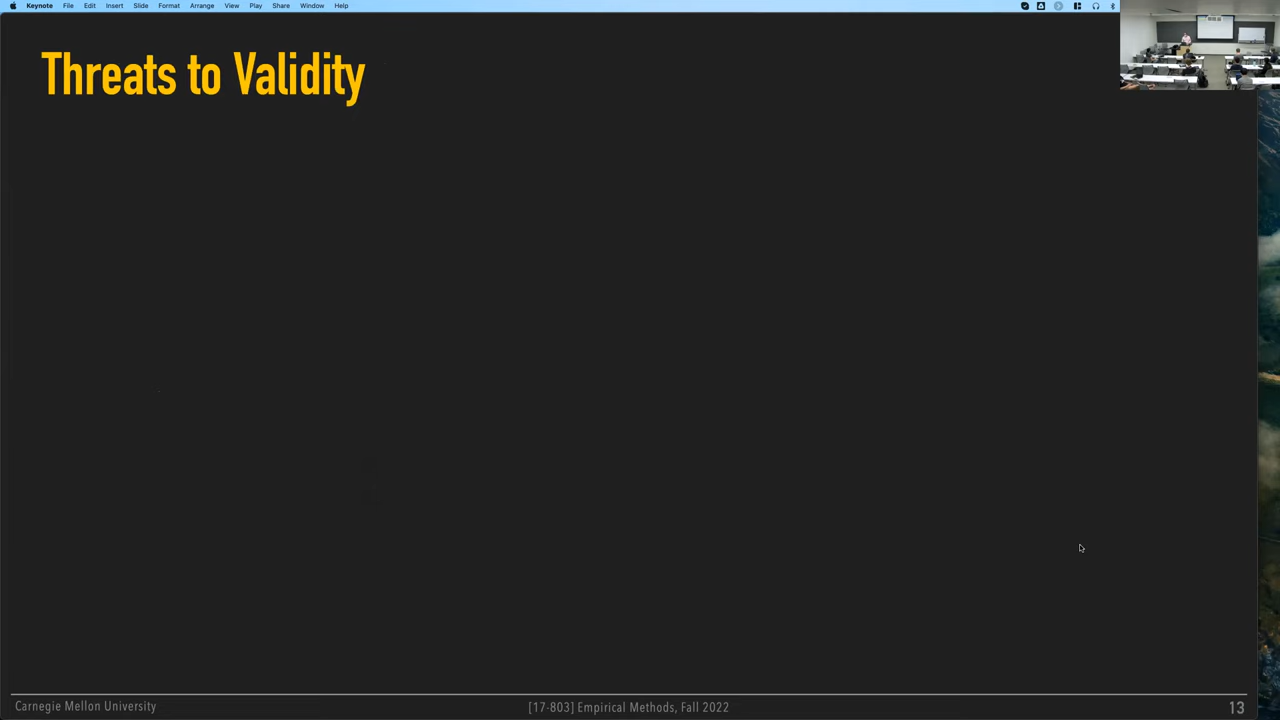 Keynote File Edit Insert Slide Format Arrange View Play Share Window Help
Threats to Validity
Carnegie Mellon University [17-803] Empirical Methods, Fall 2022 13